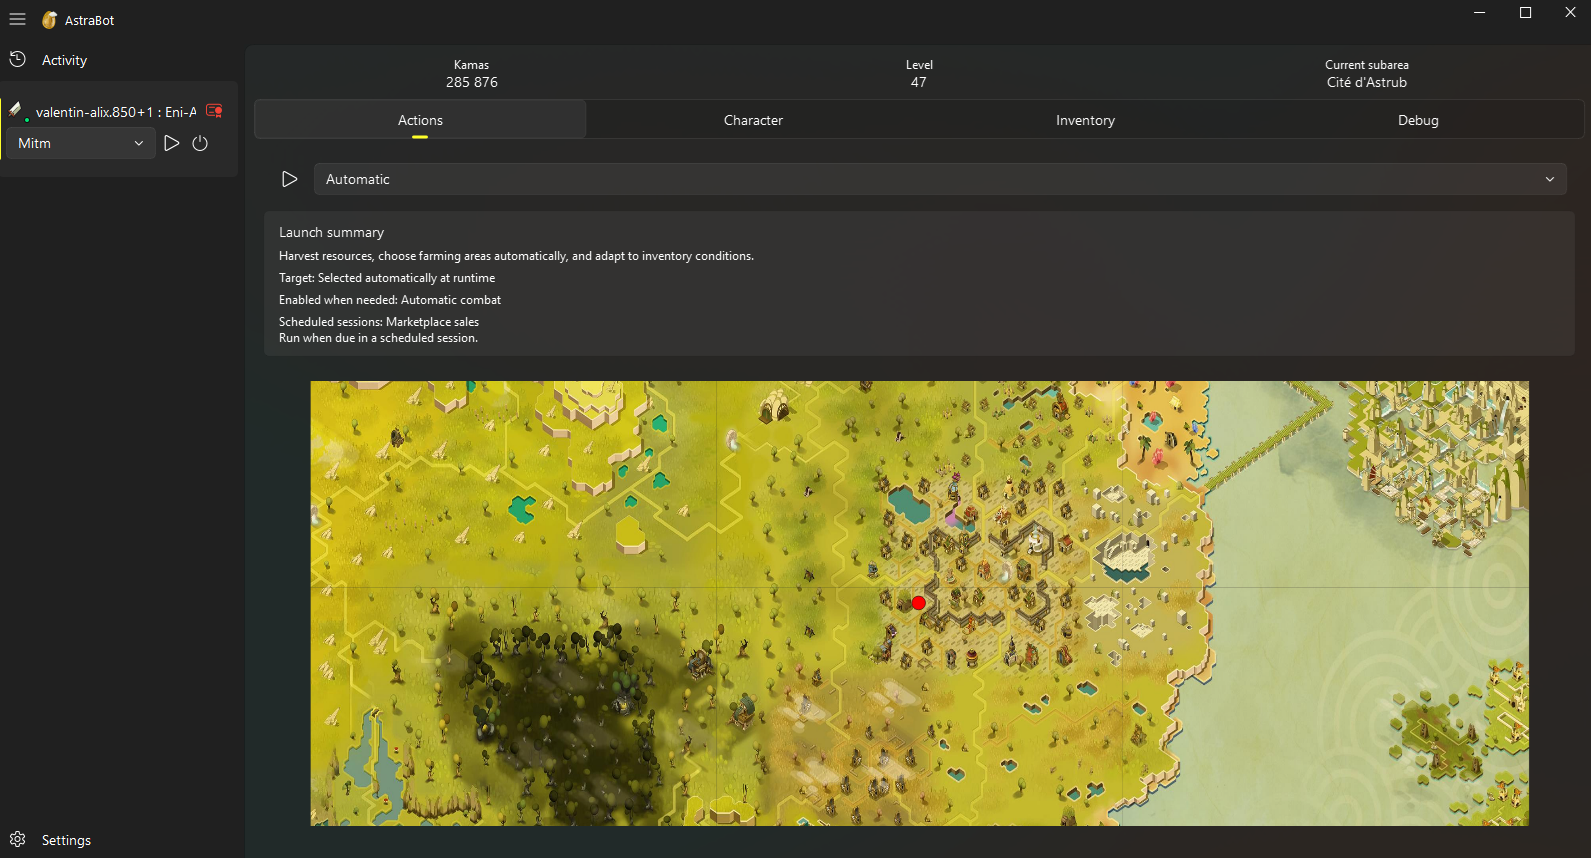 AstraBot
Activity
valentin-alix.850+1 : Eni-A
Mitm
Kamas
285 876
Level
47
Current subarea
Cité d'Astrub
Actions
Character
Inventory
Debug
Automatic
Launch summary
Harvest resources, choose farming areas automatically, and adapt to inventory conditions.
Target: Selected automatically at runtime
Enabled when needed: Automatic combat
Scheduled sessions: Marketplace sales
Run when due in a scheduled session.
Settings